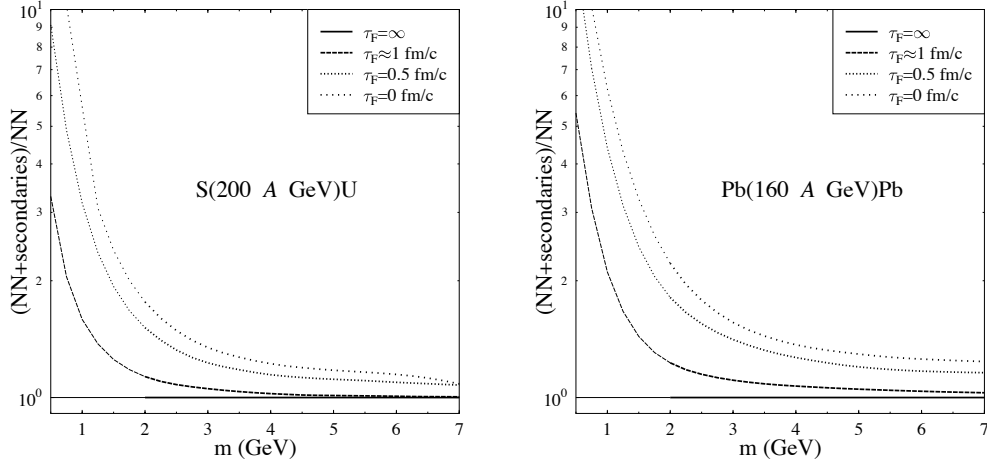 10¹
9
8
7
6
5
4
3
2
10⁰
(NN+secondaries)/NN
τF=∞
τF≈1 fm/c
τF=0.5 fm/c
τF=0 fm/c
S(200 A GeV)U
1 2 3 4 5 6 7
m (GeV)
10¹
9
8
7
6
5
4
3
2
10⁰
(NN+secondaries)/NN
τF=∞
τF≈1 fm/c
τF=0.5 fm/c
τF=0 fm/c
Pb(160 A GeV)Pb
1 2 3 4 5 6 7
m (GeV)